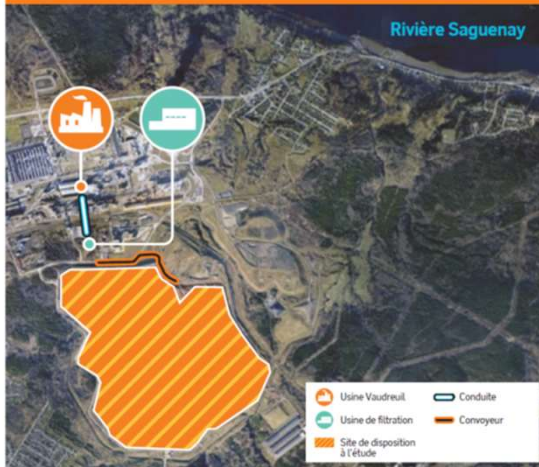 Rivière Saguenay
Usine Vaudreuil
Conduite
Usine de filtration
Convoyeur
Site de disposition
à l'étude